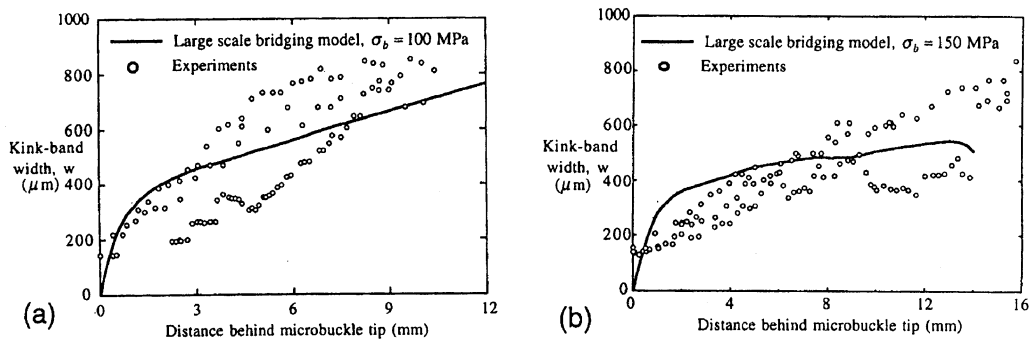 1000
800
600
Kink-band
width, w
(μm)
400
200
0
Large scale bridging model, σb = 100 MPa
Experiments
0 3 6 9 12
Distance behind microbuckle tip (mm)
(a)
1000
800
600
Kink-band
width, w
(μm)
400
200
0
Large scale bridging model, σb = 150 MPa
Experiments
0 4 8 12 16
Distance behind microbuckle tip (mm)
(b)